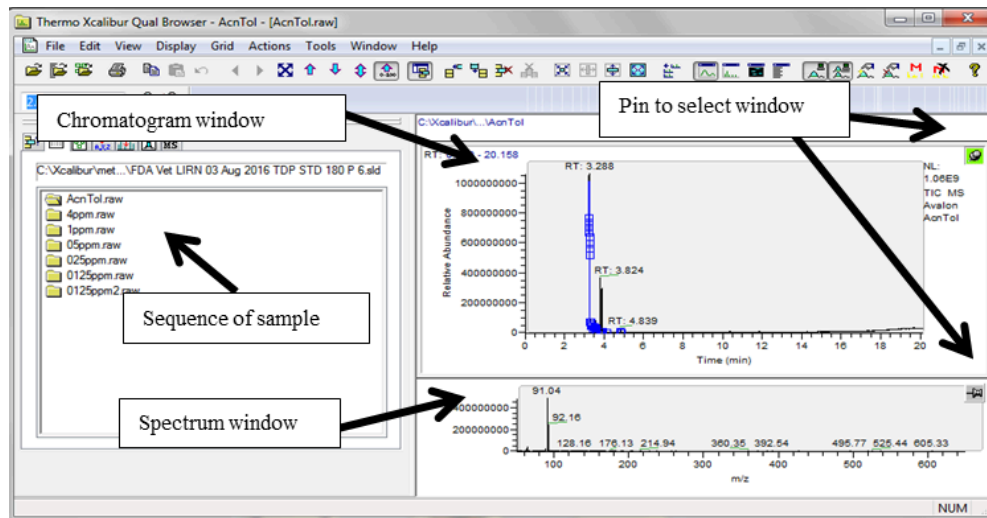 Thermo Xcalibur Qual Browser - AcnTol - [AcnTol.raw]
File Edit View Display Grid Actions Tools Window Help
Chromatogram window
Pin to select window
MS
C:\Xcalibur\met...\FDA Vet LIRN 03 Aug 2016 TDP STD 180 P 6.sld
AcnTol.raw
4ppm.raw
1ppm.raw
05ppm.raw
025ppm.raw
0125ppm.raw
0125ppm2.raw
Sequence of sample
Spectrum window
C:\Xcalibur\...\AcnTol
RT: - 20.158
RT: 3.288
NL:
1.06E9
TIC MS
Avalon
AcnTol
1000000000
800000000
600000000
400000000
200000000
0
Relative Abundance
RT: 3.824
RT: 4.839
0 2 4 6 8 10 12 14 16 18 20
Time (min)
91.04
92.16
400000000
200000000
0
128.16 176.13 214.94 360.35 392.54 495.77 525.44 605.33
100 200 300 400 500 600
m/z
NUM